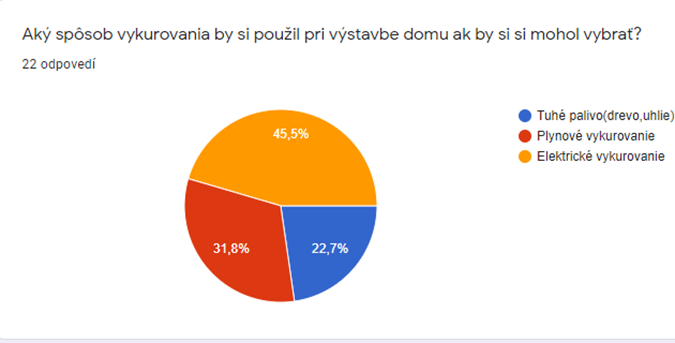 Aký spôsob vykurovania by si použil pri výstavbe domu ak by si si mohol vybrať?
22 odpovedí
Tuhé palivo(drevo,uhlie)
Plynové vykurovanie
Elektrické vykurovanie
45,5%
31,8%
22,7%